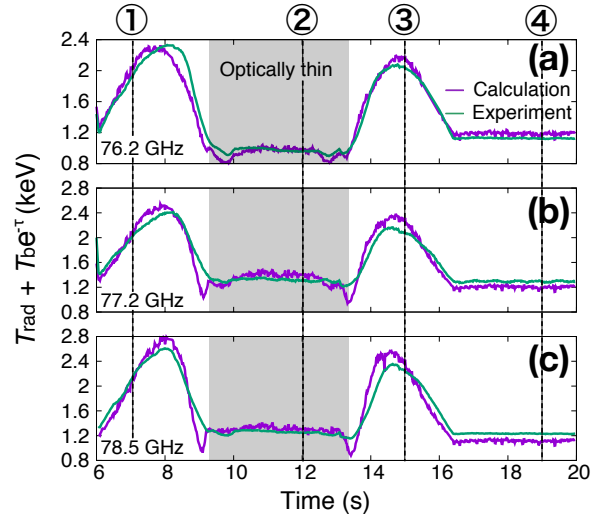 ① ② ③ ④
2.4
2
1.6
1.2
0.8
Optically thin
(a)
Calculation
Experiment
76.2 GHz
2.8
2.4
2
1.6
1.2
0.8
(b)
77.2 GHz
2.8
2.4
2
1.6
1.2
0.8
(c)
78.5 GHz
6 8 10 12 14 16 18 20
Time (s)
Trad + Tbe-τ (keV)